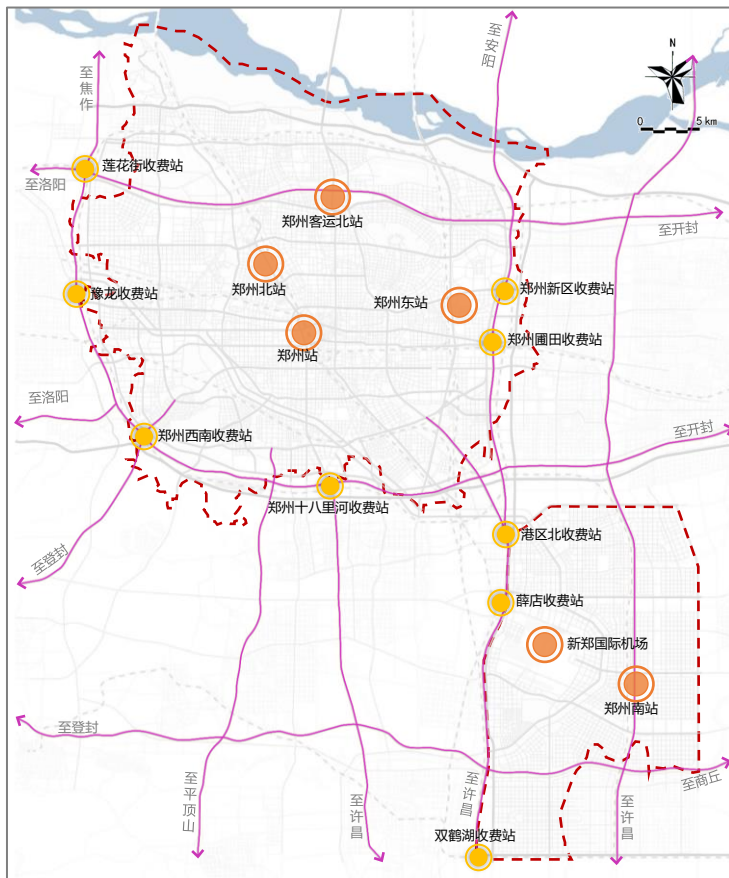 至安阳
至焦作
N
0 5 km
莲花街收费站
至洛阳
郑州客运北站
至开封
郑州北站
郑州东站
郑州新区收费站
豫龙收费站
郑州站
郑州圃田收费站
至洛阳
郑州西南收费站
至开封
郑州十八里河收费站
港区北收费站
至登封
薛店收费站
新郑国际机场
郑州南站
至登封
至商丘
至平顶山
至许昌
至许昌
至许昌
双鹤湖收费站